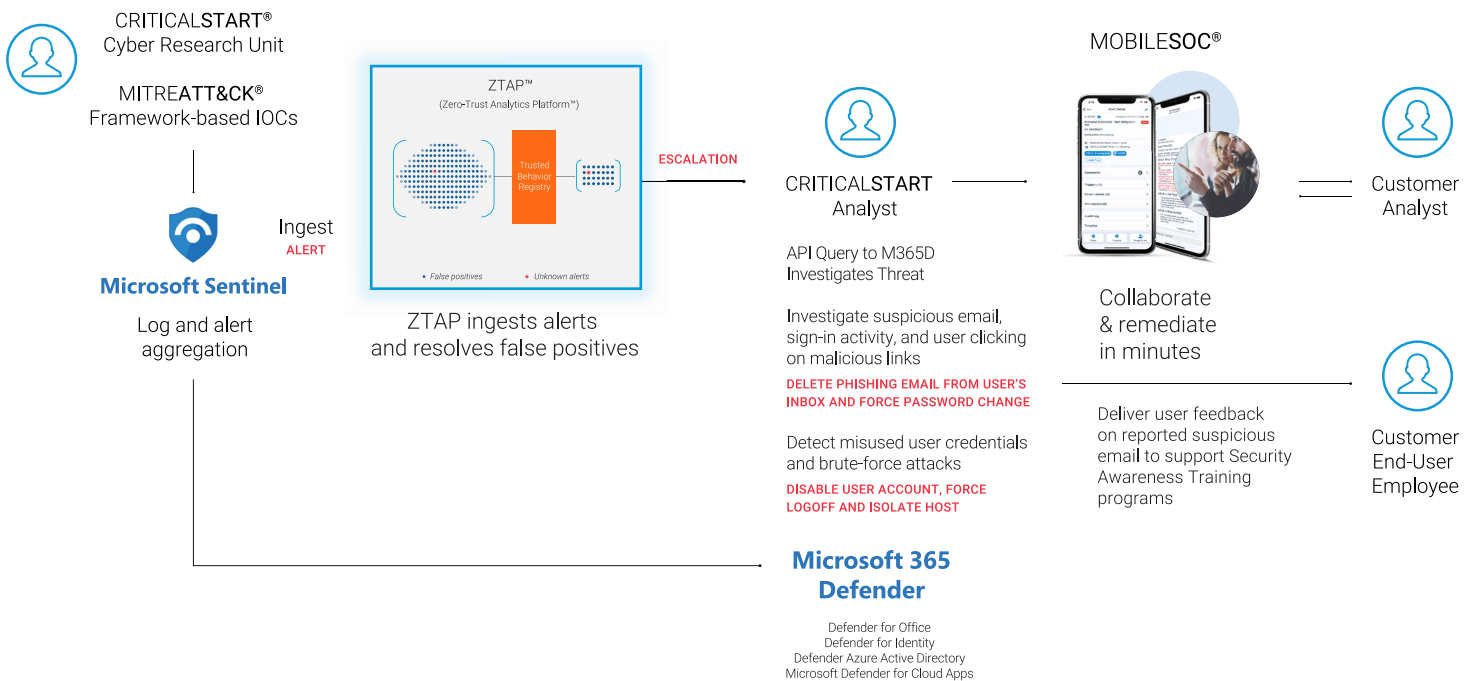 CRITICALSTART®
Cyber Research Unit
MITREATT&CK®
Framework-based IOCs
Microsoft Sentinel
Log and alert
aggregation
Ingest
ALERT
ZTAP™
(Zero-Trust Analytics Platform™)
Trusted
Behavior
Registry
• False positives
• Unknown alerts
ZTAP ingests alerts
and resolves false positives
ESCALATION
CRITICALSTART
Analyst
API Query to M365D
Investigates Threat
Investigate suspicious email,
sign-in activity, and user clicking
on malicious links
DELETE PHISHING EMAIL FROM USER'S
INBOX AND FORCE PASSWORD CHANGE
Detect misused user credentials
and brute-force attacks
DISABLE USER ACCOUNT, FORCE
LOGOFF AND ISOLATE HOST
Microsoft 365
Defender
Defender for Office
Defender for Identity
Defender Azure Active Directory
Microsoft Defender for Cloud Apps
MOBILESOC®
Collaborate
& remediate
in minutes
Deliver user feedback
on reported suspicious
email to support Security
Awareness Training
programs
Customer
Analyst
Customer
End-User
Employee